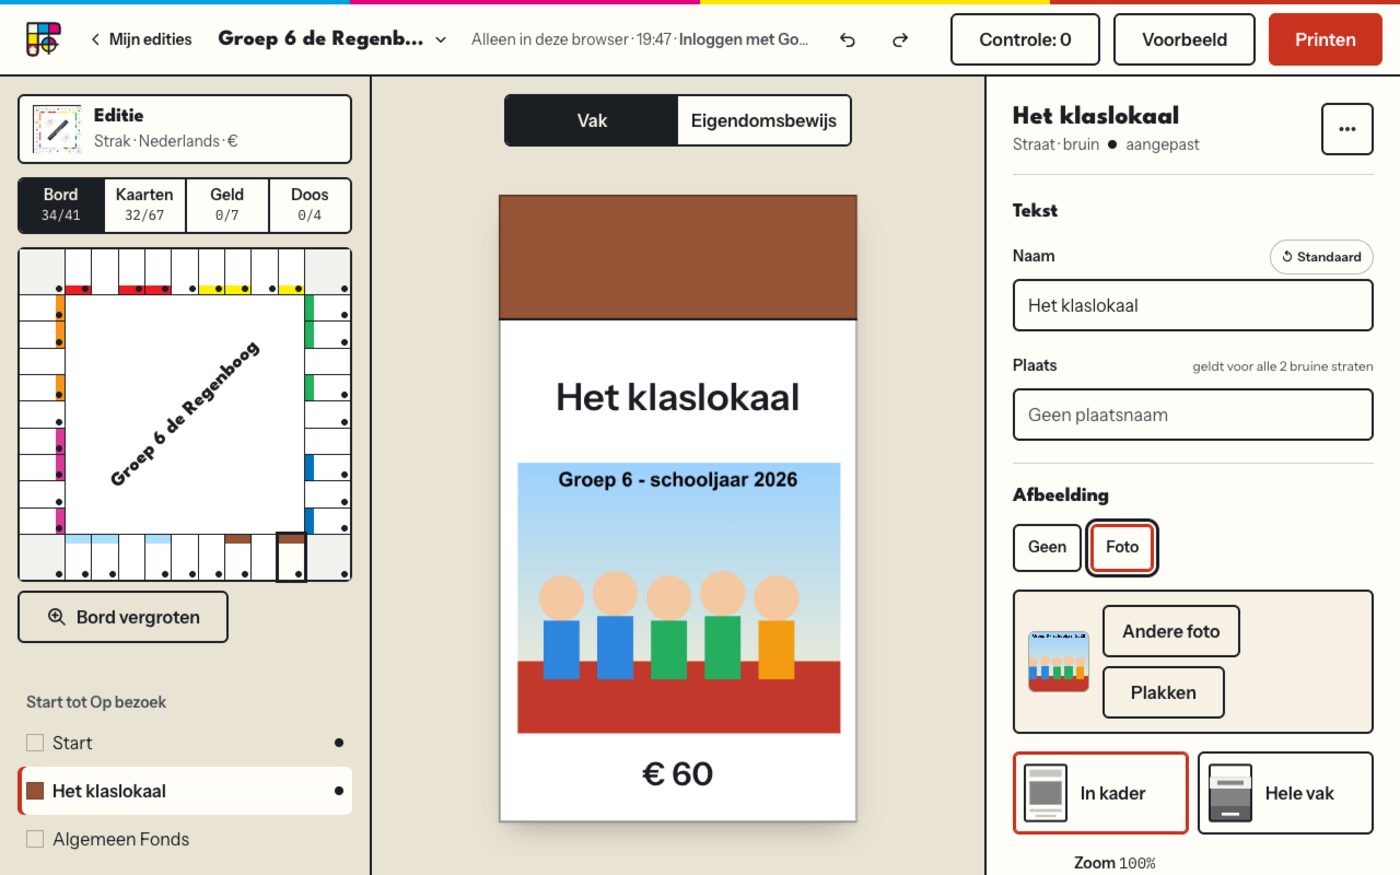 Mijn edities
Groep 6 de Regenb...
Alleen in deze browser · 19:47 · Inloggen met Go...
Controle: 0
Voorbeeld
Printen
Editie
Strak · Nederlands · €
Bord
34/41
Kaarten
32/67
Geld
0/7
Doos
0/4
Groep 6 de Regenboog
Bord vergroten
Start tot Op bezoek
Start
Het klaslokaal
Algemeen Fonds
Vak
Eigendomsbewijs
Het klaslokaal
Groep 6 - schooljaar 2026
€ 60
Het klaslokaal
Straat · bruin ● aangepast
Tekst
Naam
Standaard
Het klaslokaal
Plaats
geldt voor alle 2 bruine straten
Geen plaatsnaam
Afbeelding
Geen
Foto
Andere foto
Plakken
In kader
Hele vak
Zoom 100%